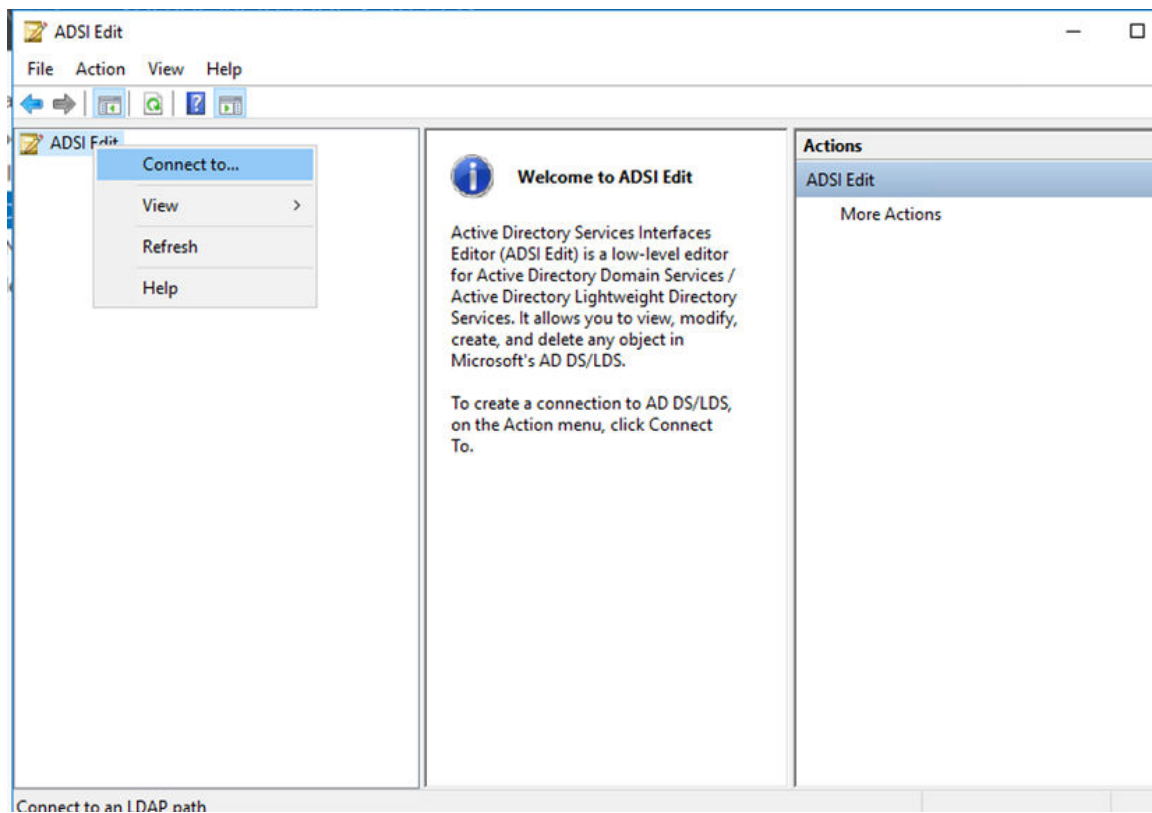 ADSI Edit
File Action View Help
ADSI Edit
Connect to...
View
Refresh
Help
Welcome to ADSI Edit
Active Directory Services Interfaces
Editor (ADSI Edit) is a low-level editor
for Active Directory Domain Services /
Active Directory Lightweight Directory
Services. It allows you to view, modify,
create, and delete any object in
Microsoft's AD DS/LDS.
To create a connection to AD DS/LDS,
on the Action menu, click Connect
To.
Actions
ADSI Edit
More Actions
Connect to an LDAP path